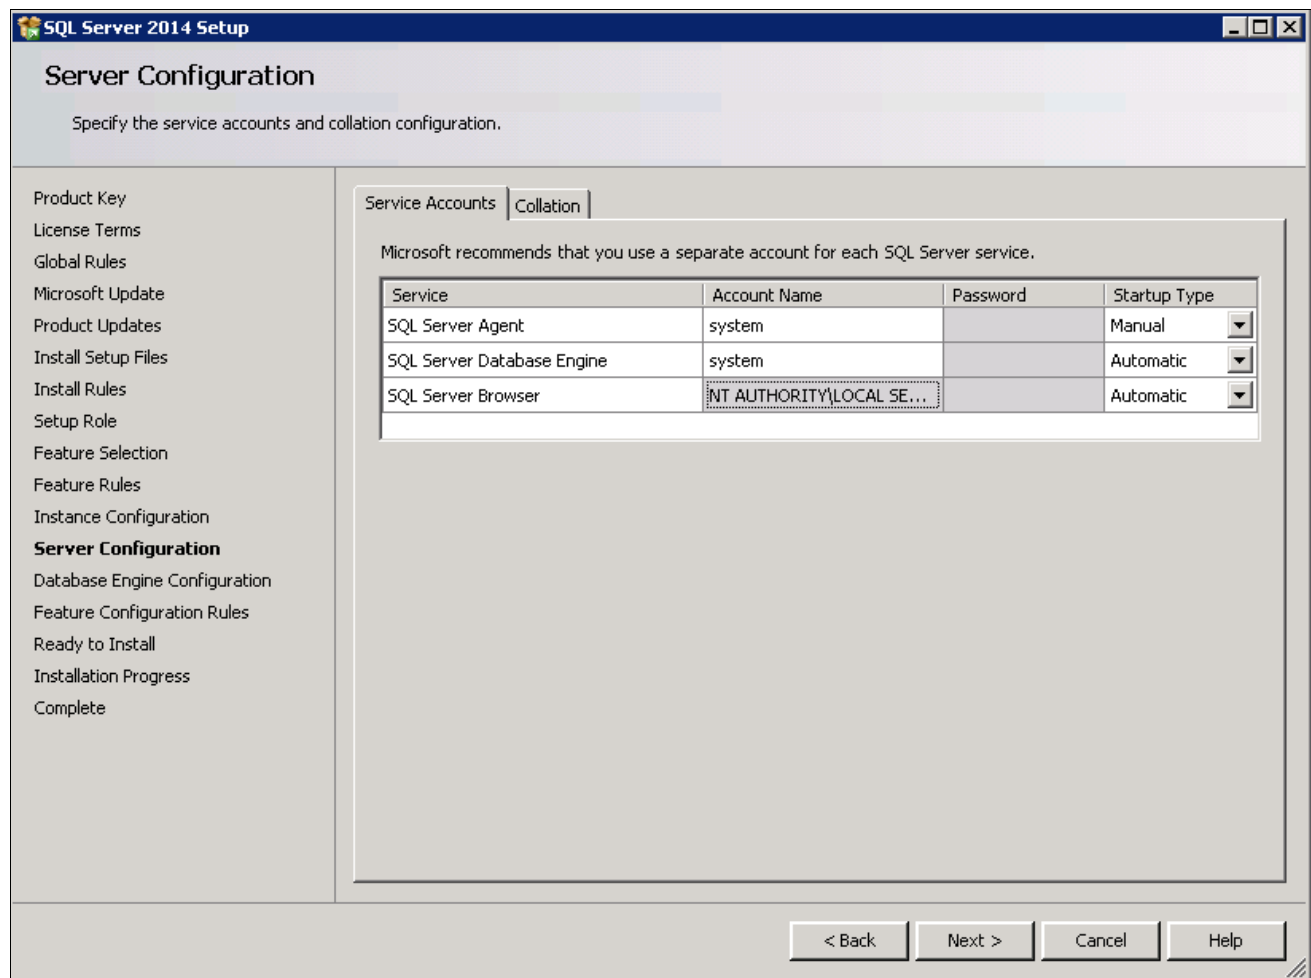 SQL Server 2014 Setup
Server Configuration
Specify the service accounts and collation configuration.
Product Key
License Terms
Global Rules
Microsoft Update
Product Updates
Install Setup Files
Install Rules
Setup Role
Feature Selection
Feature Rules
Instance Configuration
Server Configuration
Database Engine Configuration
Feature Configuration Rules
Ready to Install
Installation Progress
Complete
Service Accounts Collation
Microsoft recommends that you use a separate account for each SQL Server service.
Service Account Name Password Startup Type
SQL Server Agent system Manual
SQL Server Database Engine system Automatic
SQL Server Browser NT AUTHORITY\LOCAL SE... Automatic
< Back Next > Cancel Help